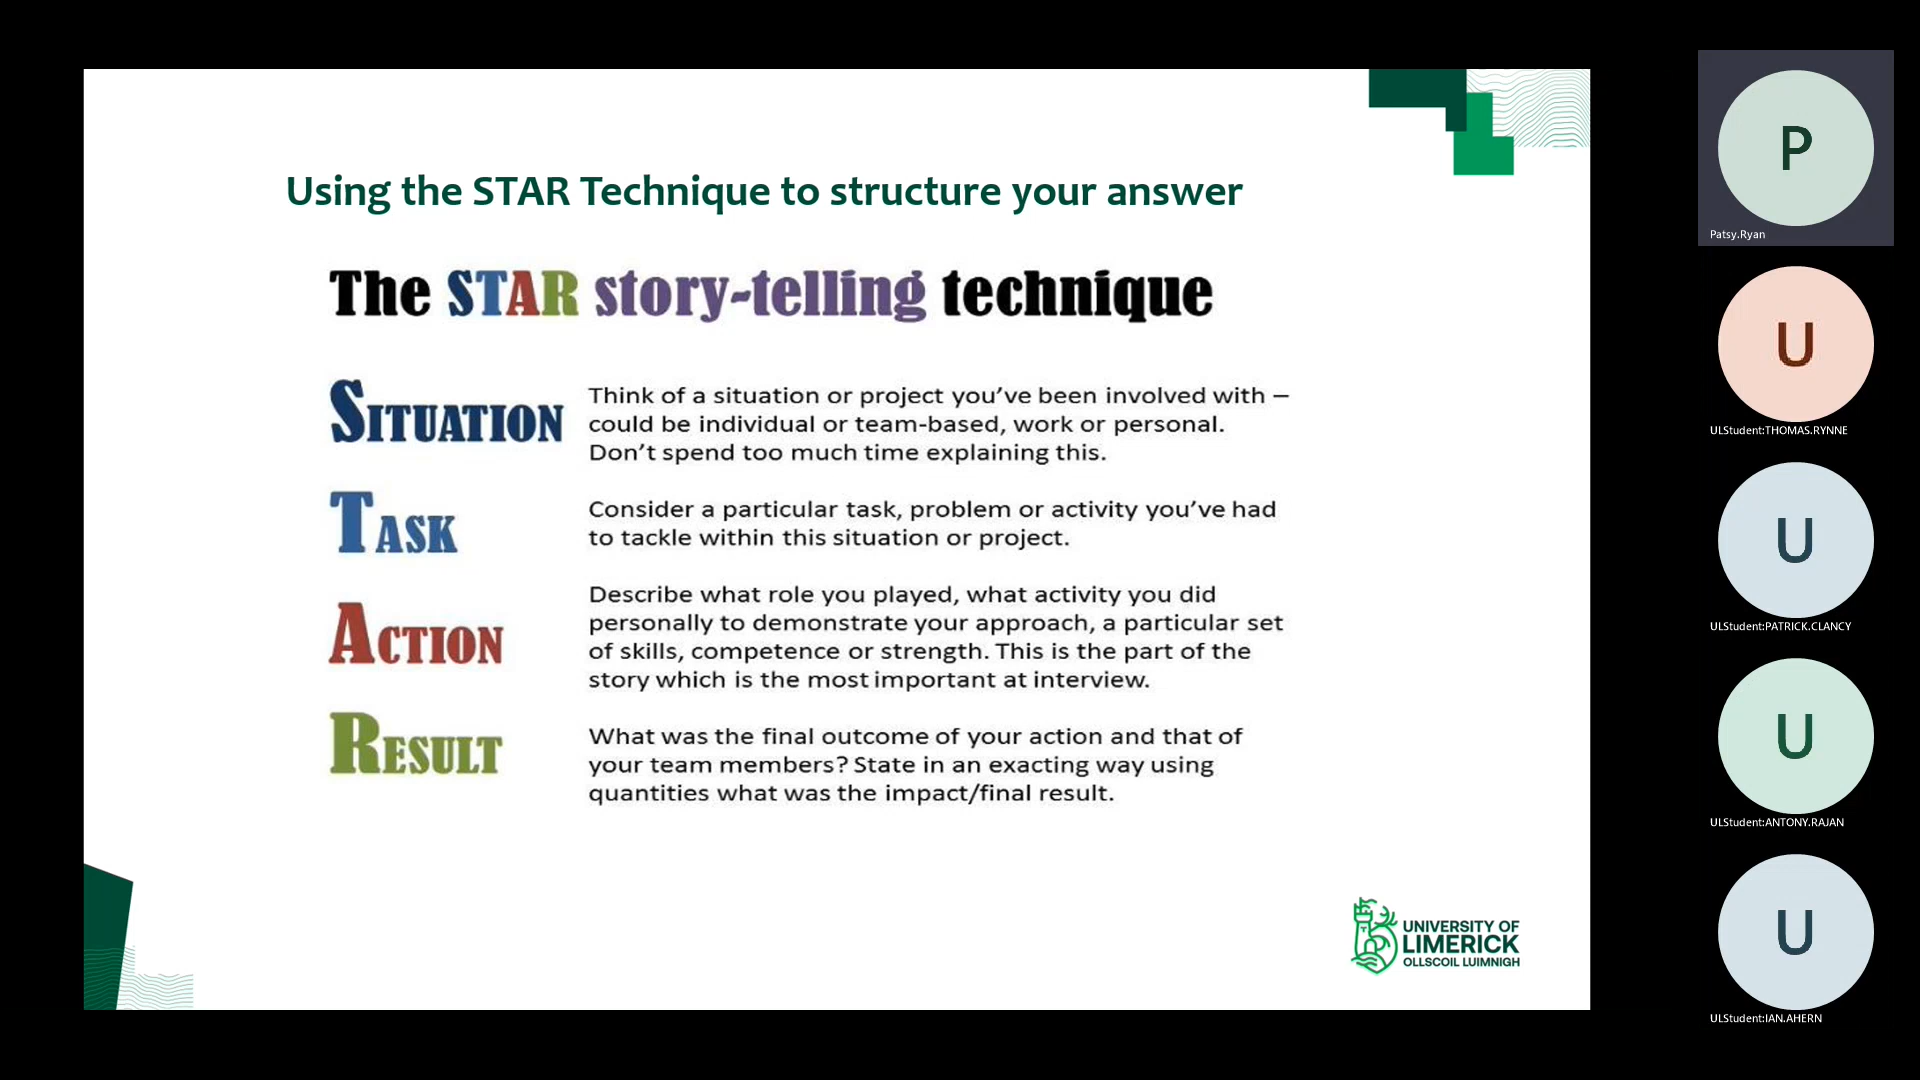 Using the STAR Technique to structure your answer
The STAR story-telling technique
SITUATION
Think of a situation or project you've been involved with –
could be individual or team-based, work or personal.
Don't spend too much time explaining this.
TASK
Consider a particular task, problem or activity you've had
to tackle within this situation or project.
ACTION
Describe what role you played, what activity you did
personally to demonstrate your approach, a particular set
of skills, competence or strength. This is the part of the
story which is the most important at interview.
RESULT
What was the final outcome of your action and that of
your team members? State in an exacting way using
quantities what was the impact/final result.
UNIVERSITY OF
LIMERICK
OLLSCOIL LUIMNIGH
P
Patsy.Ryan
U
ULStudent:THOMAS.RYNNE
U
ULStudent:PATRICK.CLANCY
U
ULStudent:ANTONY.RAJAN
U
ULStudent:IAN.AHERN